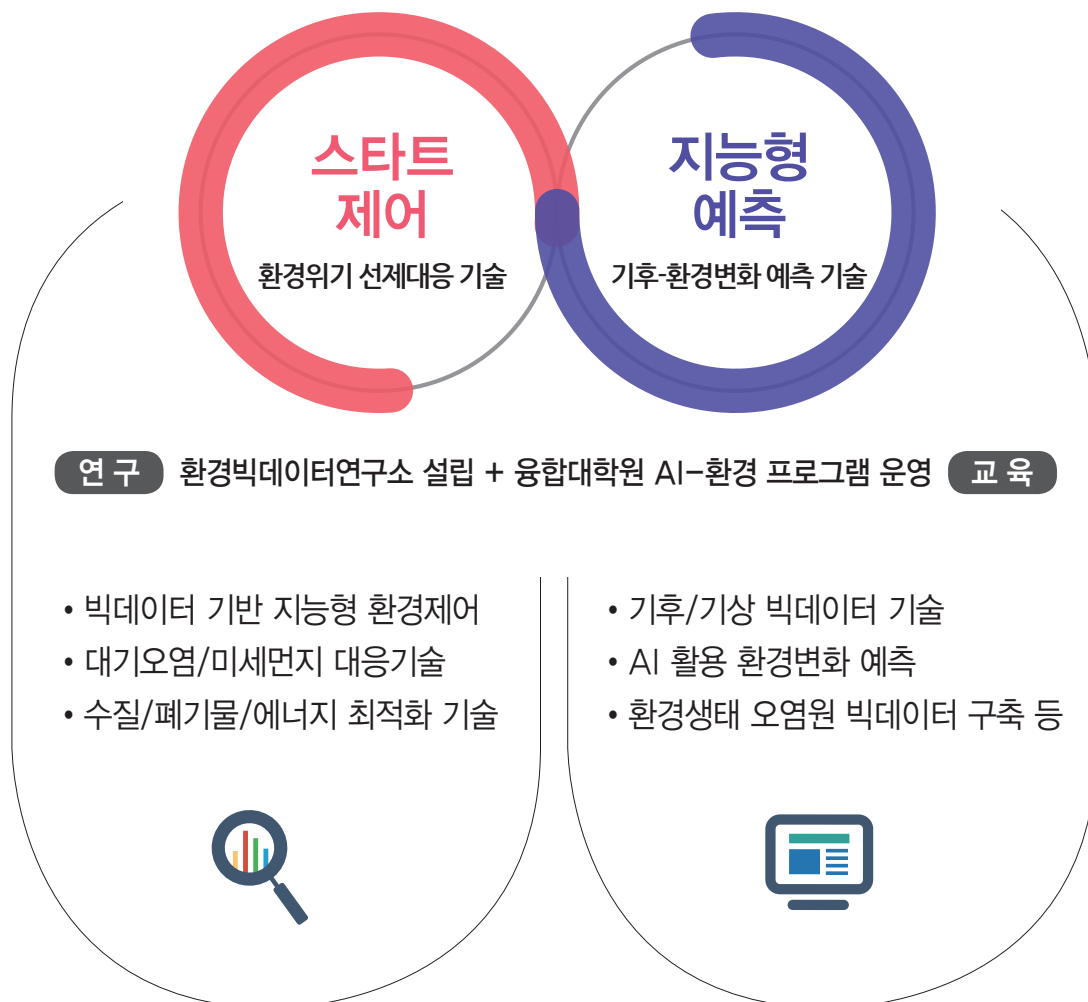 스타트
제어
환경위기 선제대응 기술
지능형
예측
기후-환경변화 예측 기술
연구 환경빅데이터연구소 설립 + 융합대학원 AI-환경 프로그램 운영 교육
• 빅데이터 기반 지능형 환경제어
• 대기오염/미세먼지 대응기술
• 수질/폐기물/에너지 최적화 기술
• 기후/기상 빅데이터 기술
• AI 활용 환경변화 예측
• 환경생태 오염원 빅데이터 구축 등